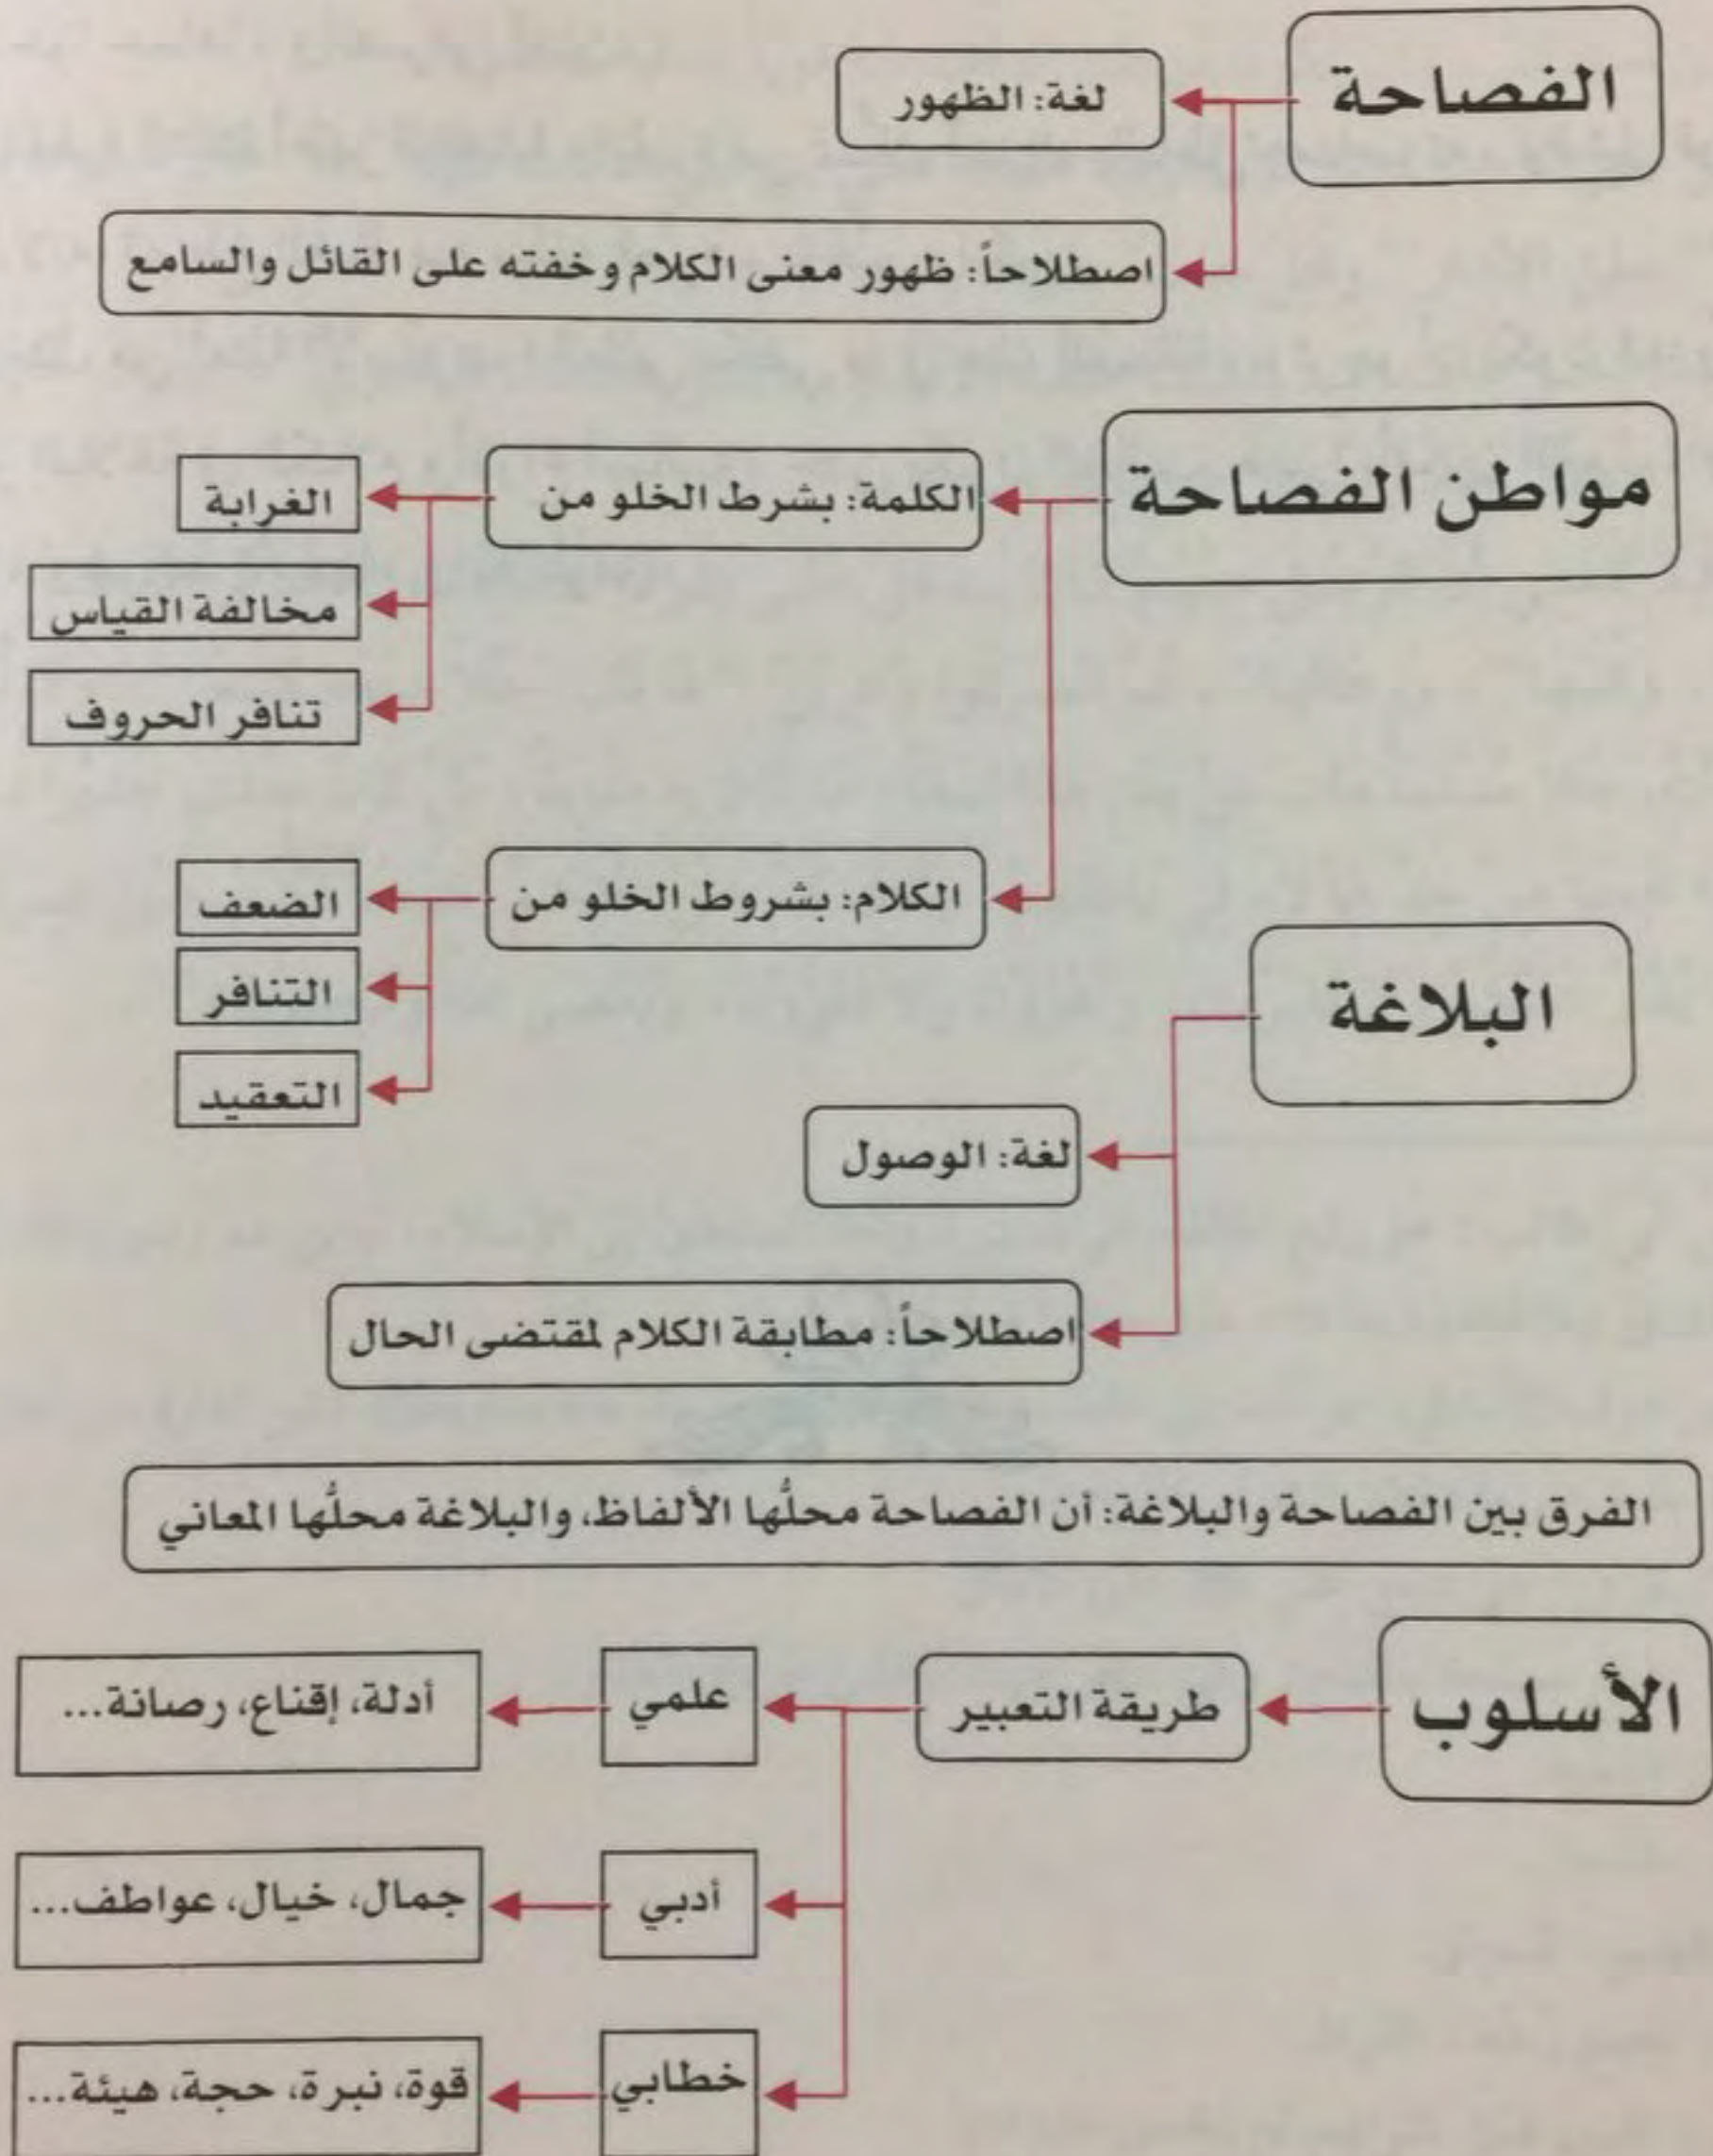 الفصاحة
لغة: الظهور
اصطلاحاً: ظهور معنى الكلام وخفته على القائل والسامع
مواطن الفصاحة
الكلمة: بشرط الخلو من
الغرابة
مخالفة القياس
تنافر الحروف
الكلام: بشروط الخلو من
الضعف
التنافر
التعقيد
البلاغة
لغة: الوصول
اصطلاحاً: مطابقة الكلام لمقتضى الحال
الفرق بين الفصاحة والبلاغة: أن الفصاحة محلُّها الألفاظ، والبلاغة محلُّها المعاني
الأسلوب
طريقة التعبير
علمي
أدلة، إقناع، رصانة...
أدبي
جمال، خيال، عواطف...
خطابي
قوة، نبرة، حجة، هيئة...